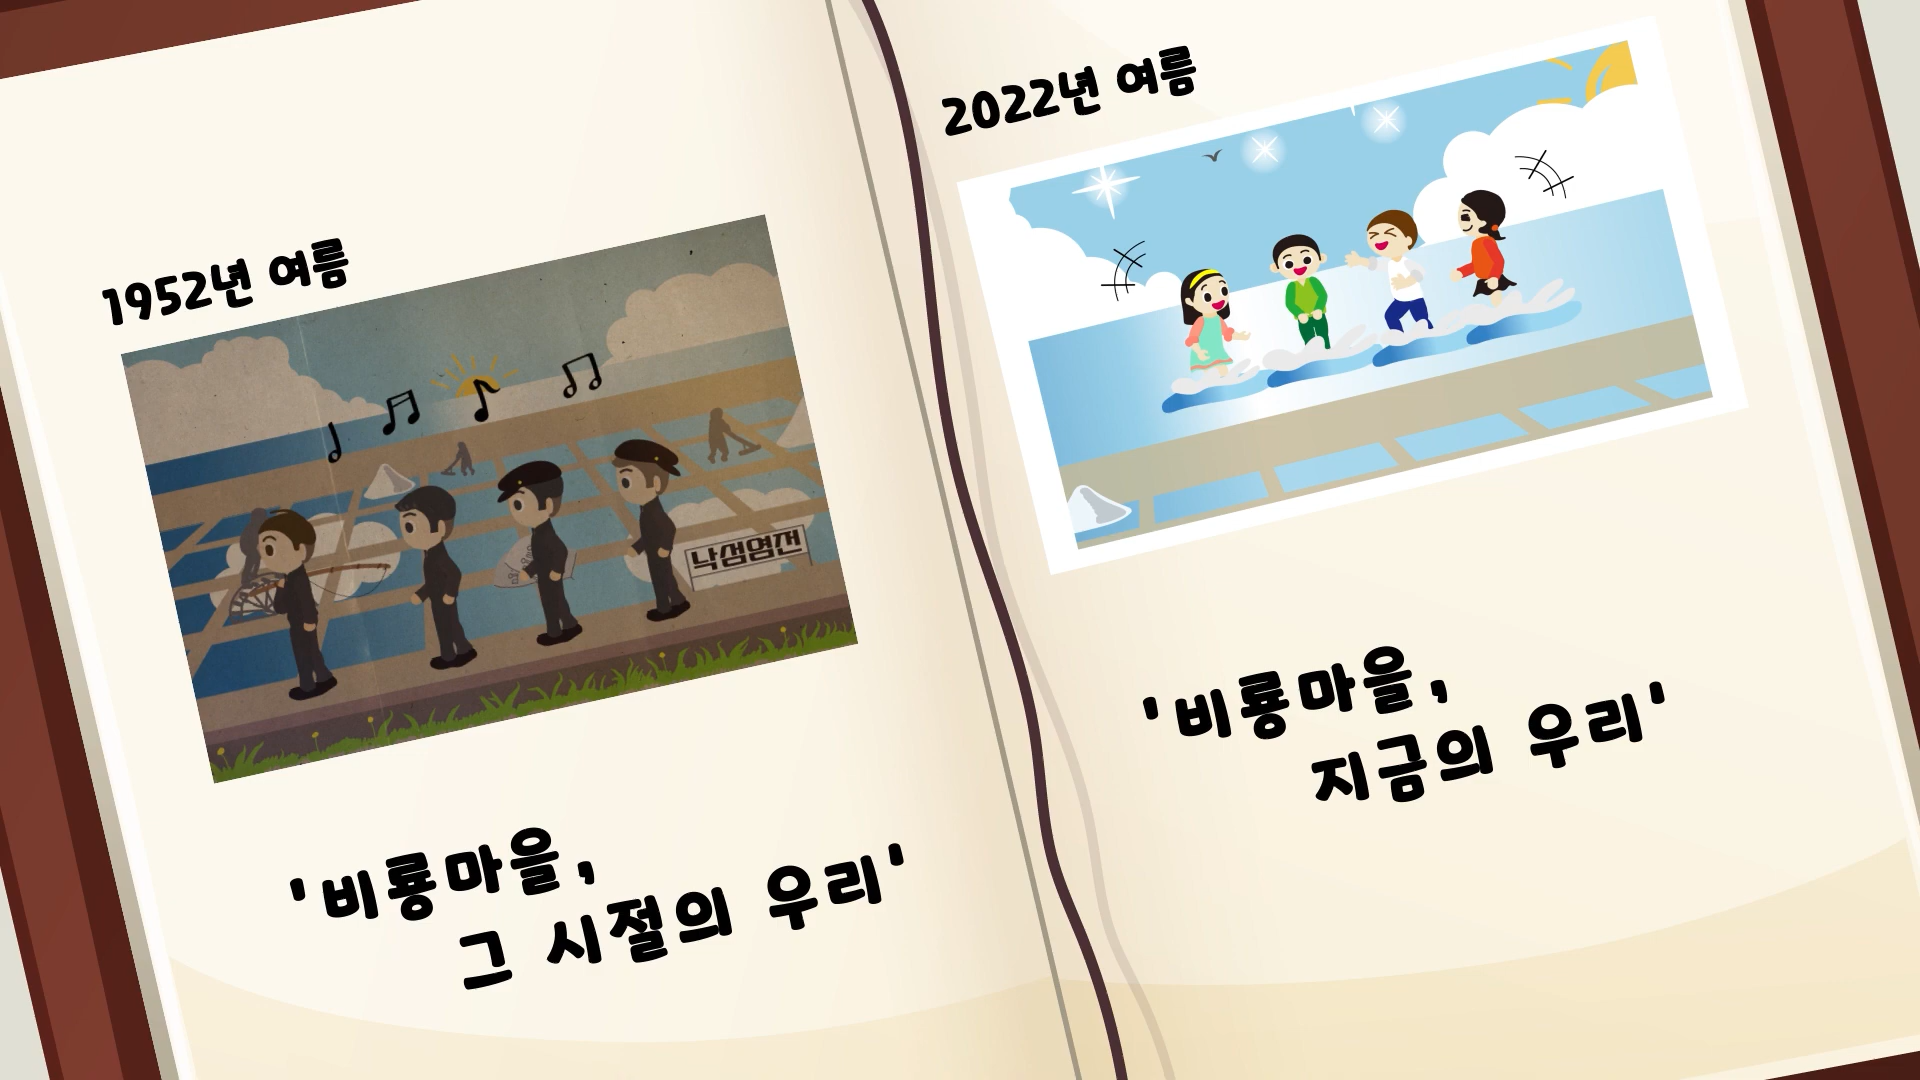 1952년 여름
낙섬염전
'비룡마을,
그 시절의 우리'
2022년 여름
'비룡마을,
지금의 우리'